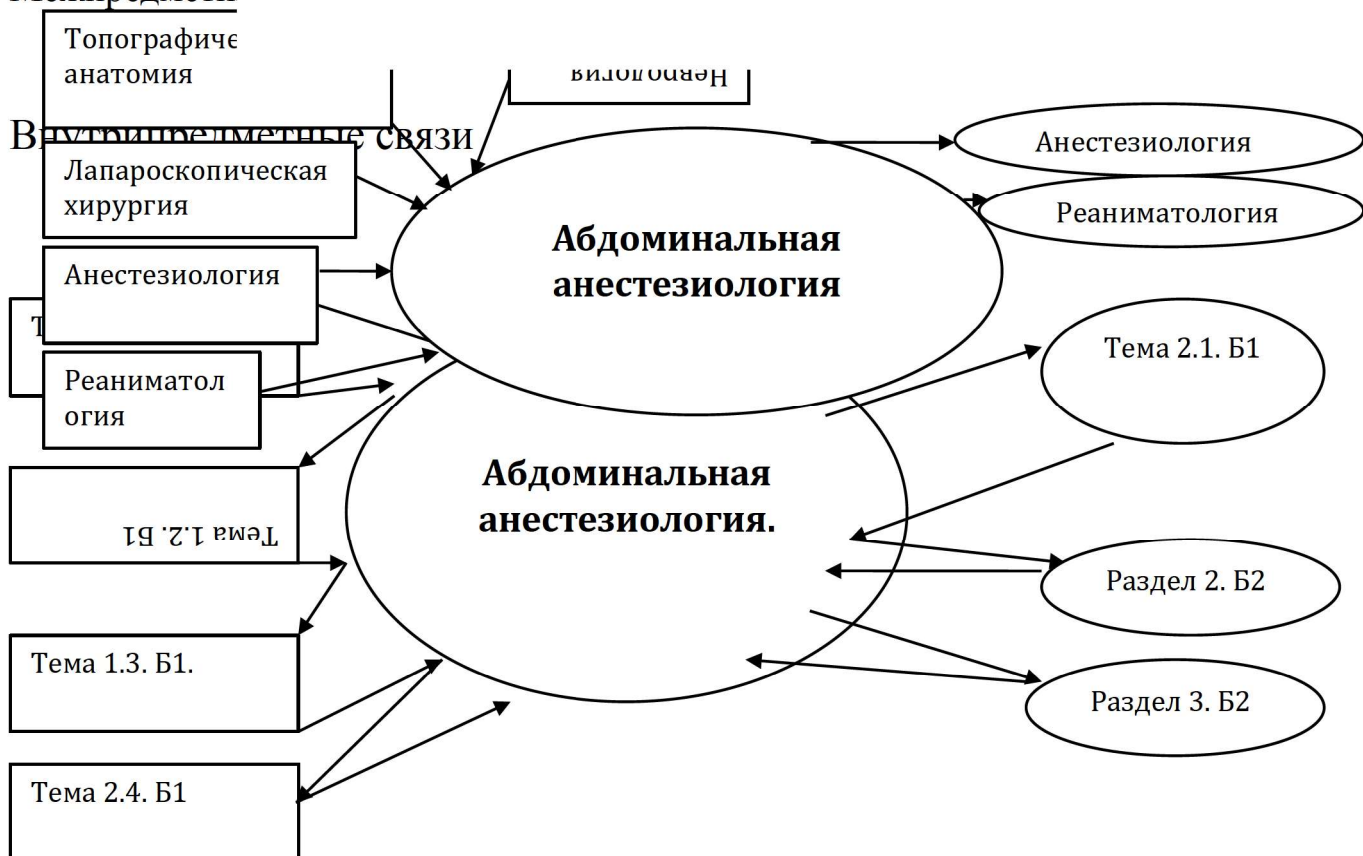 Топографиче
анатомия
Неврология
Внутрипредметные связи
Лапароскопическая
хирургия
Анестезиология
Реаниматол
огия
Абдоминальная
анестезиология
Анестезиология
Реаниматология
Тема 2.1. Б1
Абдоминальная
анестезиология.
Тема 1.2. Б1
Раздел 2. Б2
Тема 1.3. Б1.
Раздел 3. Б2
Тема 2.4. Б1